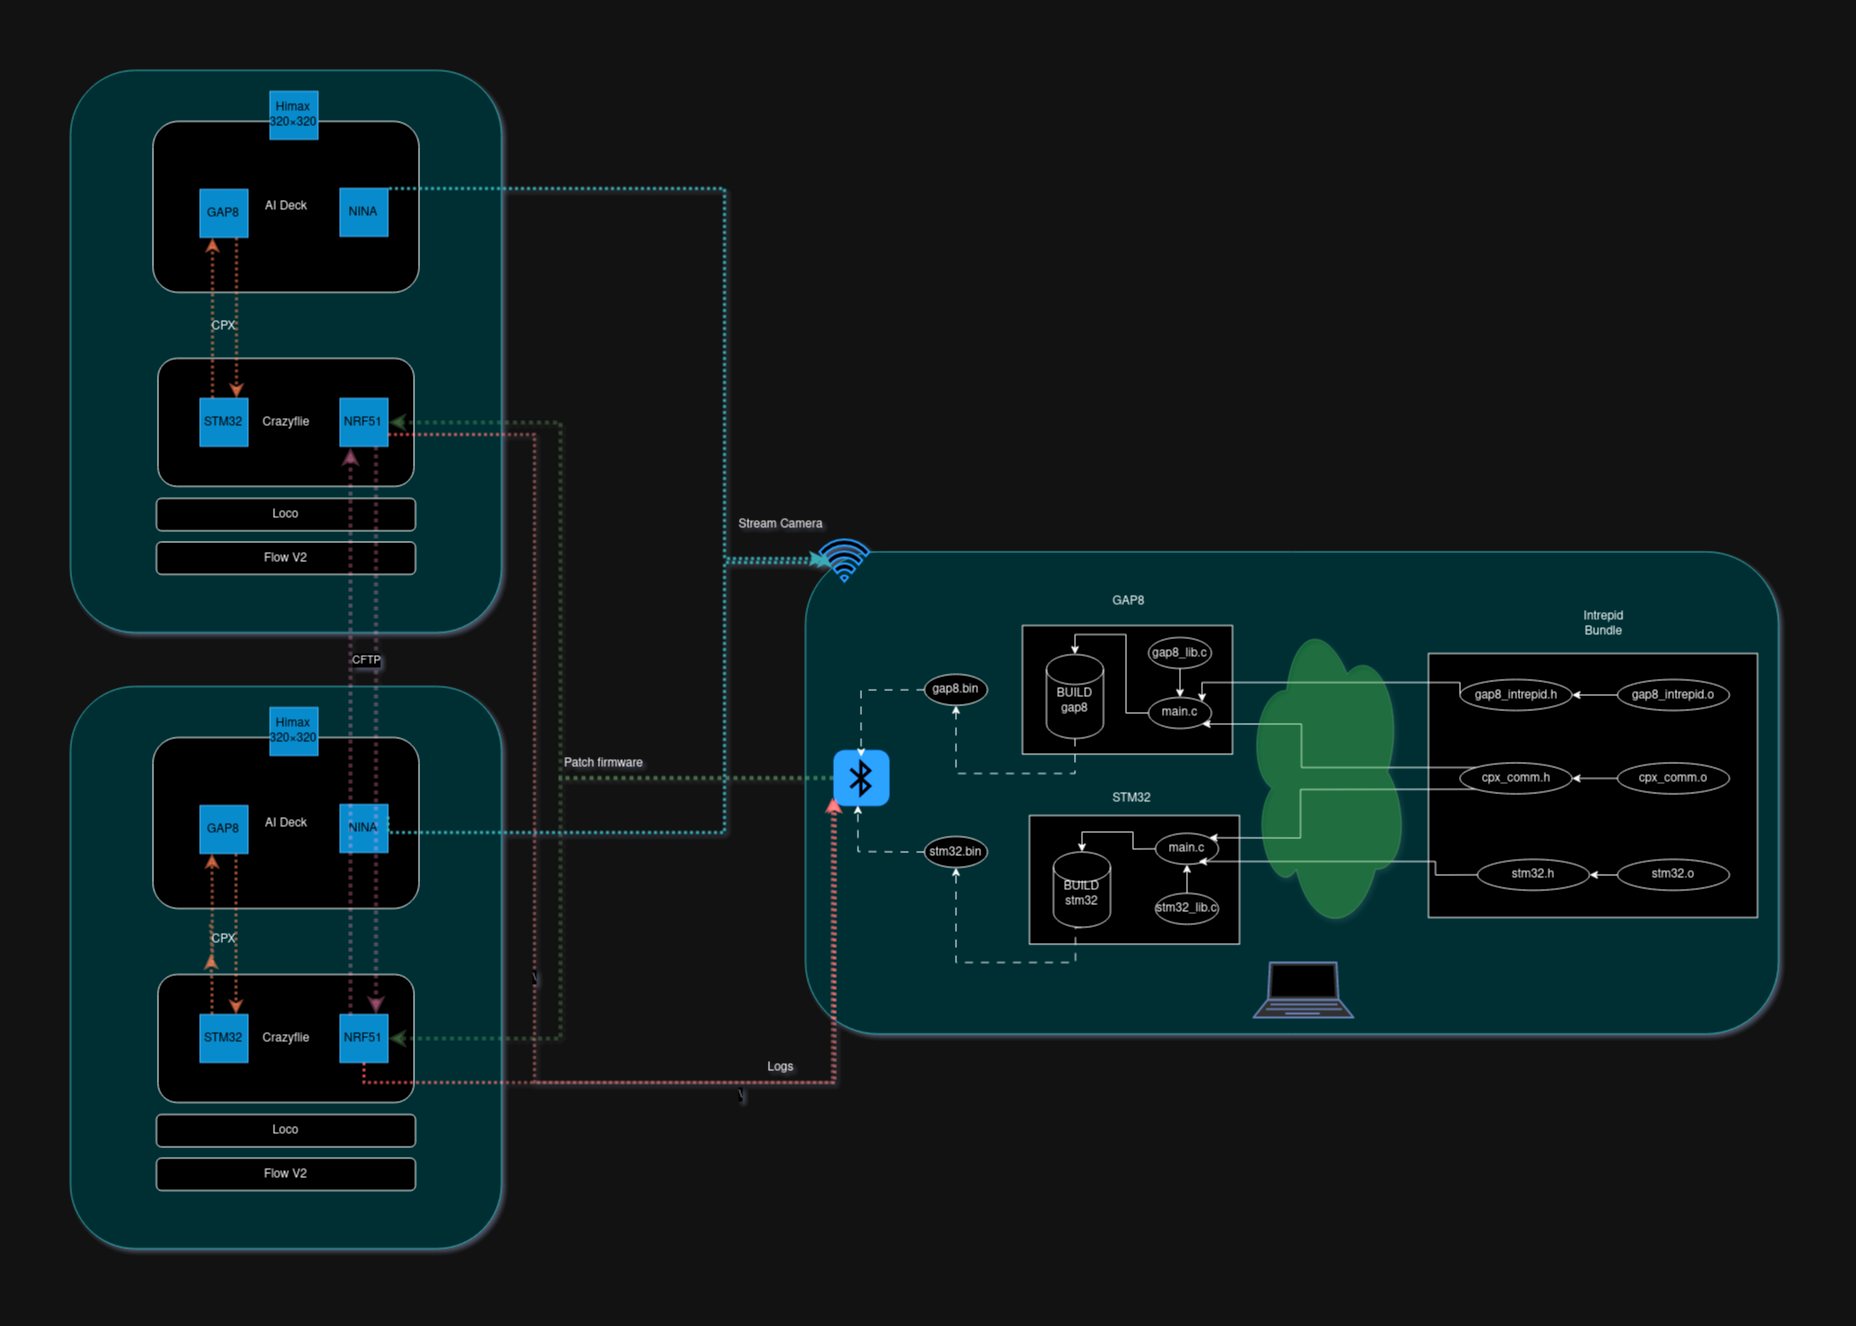 Himax
320×320
GAP8
AI Deck
NINA
CPX
STM32
Crazyflie
NRF51
Loco
Flow V2
CFTP
Himax
320×320
GAP8
AI Deck
NINA
CPX
STM32
Crazyflie
NRF51
Loco
Flow V2
Stream Camera
Patch firmware
\
Logs
\
GAP8
gap8_lib.c
BUILD
gap8
main.c
gap8.bin
STM32
main.c
BUILD
stm32
stm32_lib.c
stm32.bin
Intrepid
Bundle
gap8_intrepid.h
gap8_intrepid.o
cpx_comm.h
cpx_comm.o
stm32.h
stm32.o